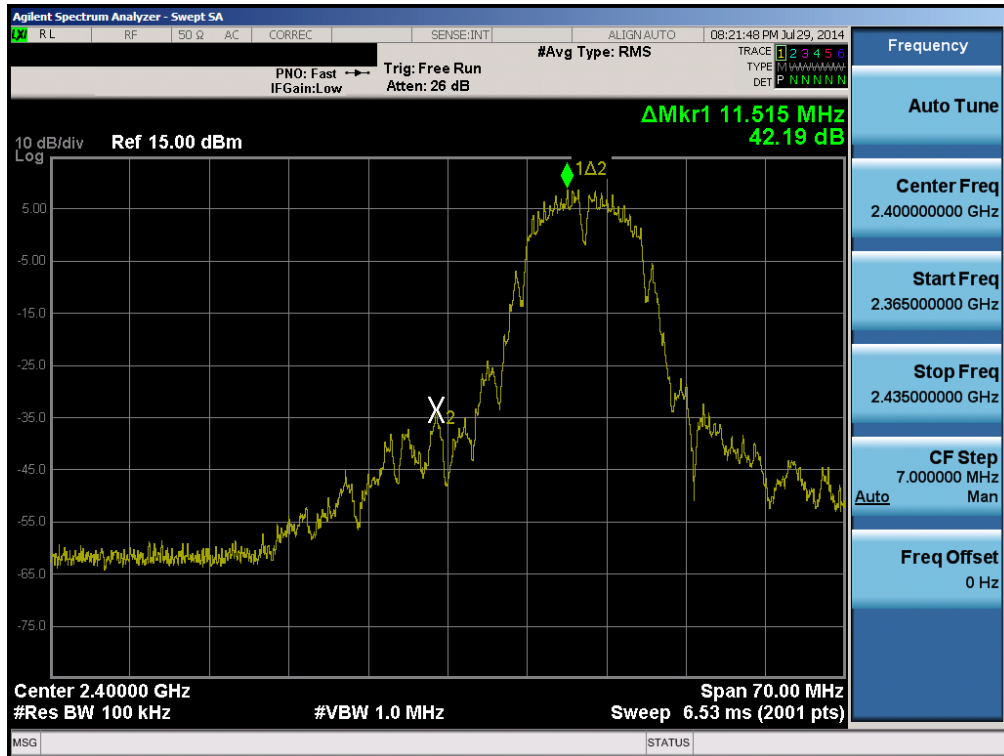 Agilent Spectrum Analyzer - Swept SA
LXI RL RF 50 Ω AC CORREC SENSE:INT ALIGN AUTO 08:21:48 PM Jul 29, 2014
PNO: Fast
IFGain:Low
Trig: Free Run
Atten: 26 dB
#Avg Type: RMS
TRACE 1 2 3 4 5 6
TYPE M
DET P N N N N N
ΔMkr1 11.515 MHz
42.19 dB
10 dB/div Ref 15.00 dBm
Log
1Δ2
5.00
-5.00
-15.0
-25.0
-35.0
X2
-45.0
-55.0
-65.0
-75.0
Center 2.40000 GHz Span 70.00 MHz
#Res BW 100 kHz #VBW 1.0 MHz Sweep 6.53 ms (2001 pts)
MSG STATUS
Frequency
Auto Tune
Center Freq
2.400000000 GHz
Start Freq
2.365000000 GHz
Stop Freq
2.435000000 GHz
CF Step
7.000000 MHz
Auto Man
Freq Offset
0 Hz